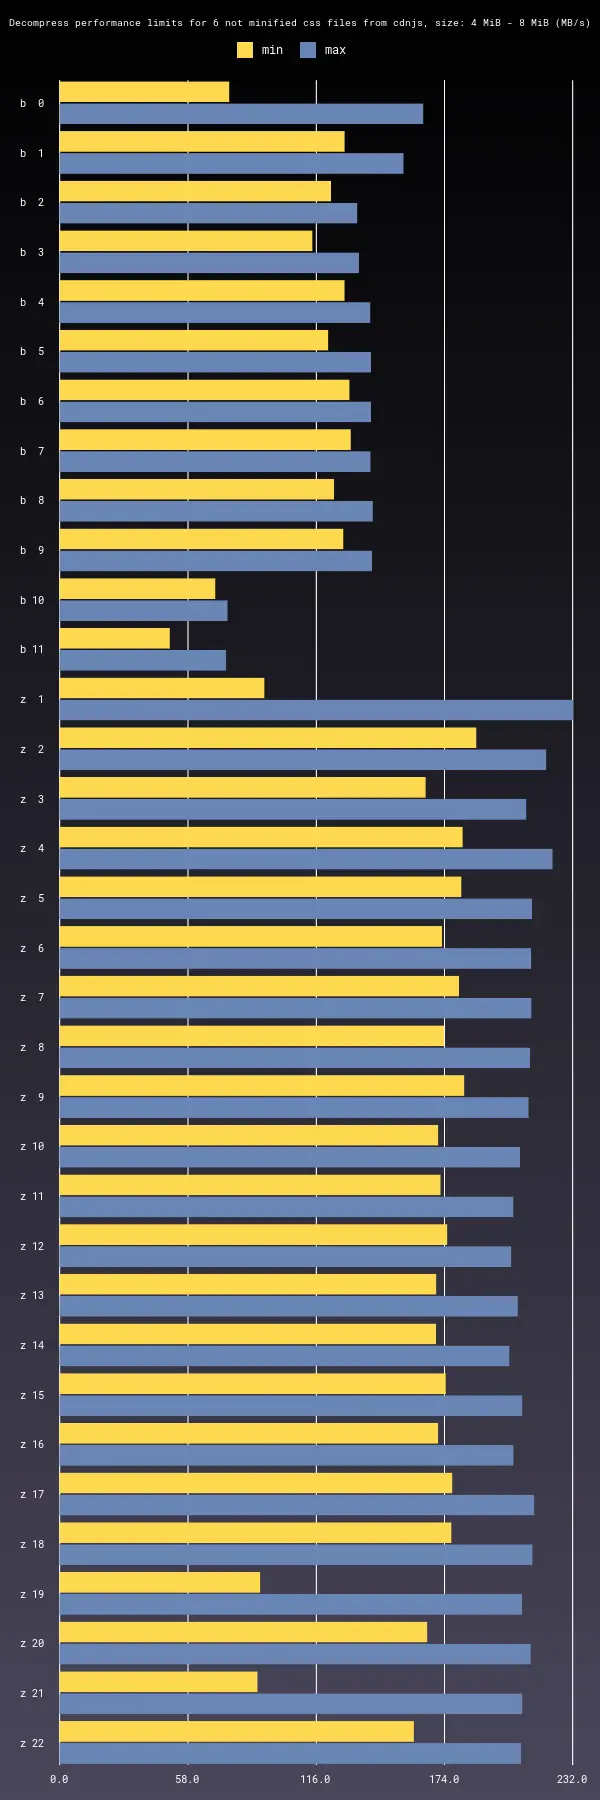 Decompress performance limits for 6 not minified css files from cdnjs, size: 4 MiB - 8 MiB (MB/s)
min max
b 0
b 1
b 2
b 3
b 4
b 5
b 6
b 7
b 8
b 9
b 10
b 11
z 1
z 2
z 3
z 4
z 5
z 6
z 7
z 8
z 9
z 10
z 11
z 12
z 13
z 14
z 15
z 16
z 17
z 18
z 19
z 20
z 21
z 22
0.0 58.0 116.0 174.0 232.0